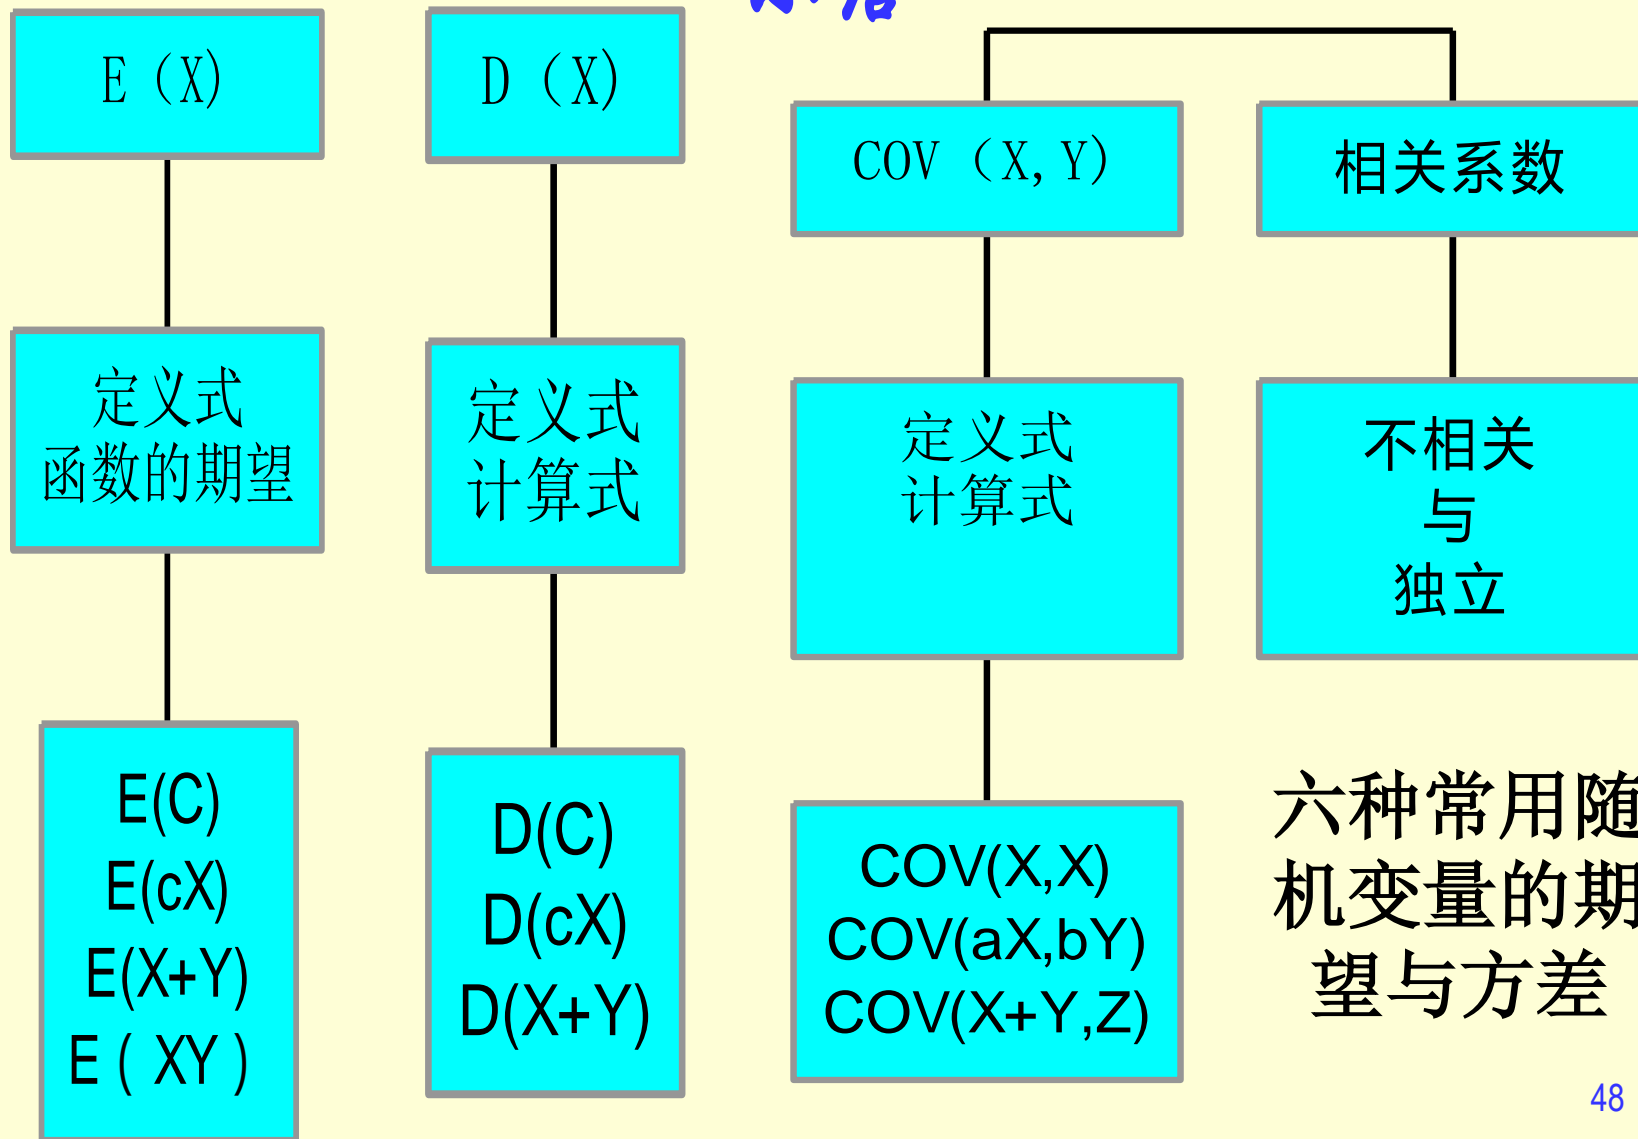 E（X）
定义式
函数的期望
E(C)
E(cX)
E(X+Y)
E ( XY )
D（X）
定义式
计算式
D(C)
D(cX)
D(X+Y)
COV（X,Y）
定义式
计算式
COV(X,X)
COV(aX,bY)
COV(X+Y,Z)
相关系数
不相关
与
独立
六种常用随
机变量的期
望与方差
48